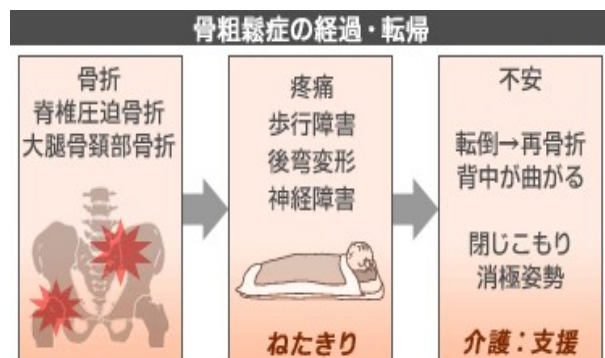 骨粗鬆症の経過・転帰
骨折
脊椎圧迫骨折
大腿骨頚部骨折
疼痛
歩行障害
後弯変形
神経障害
ねたきり
不安
転倒→再骨折
背中が曲がる
閉じこもり
消極姿勢
介護:支援